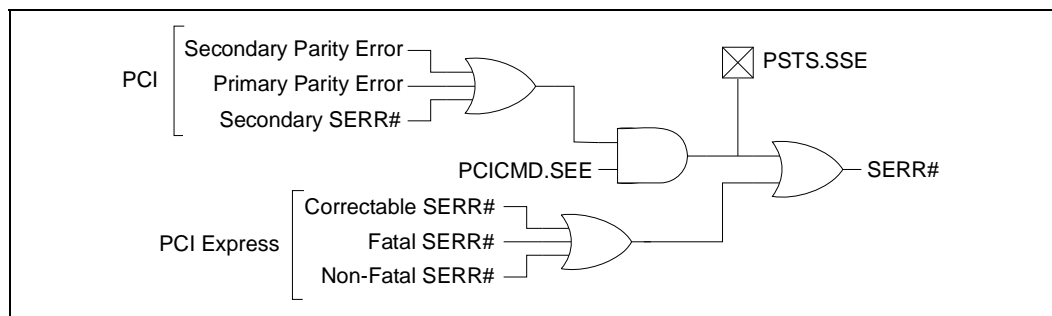 PCI
Secondary Parity Error
Primary Parity Error
Secondary SERR#
PSTS.SSE
PCICMD.SEE
SERR#
PCI Express
Correctable SERR#
Fatal SERR#
Non-Fatal SERR#